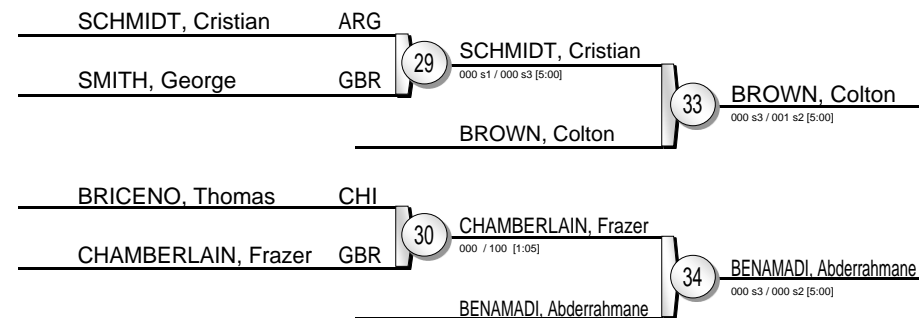 SCHMIDT, Cristian ARG
SMITH, George GBR
29
SCHMIDT, Cristian
000 s1 / 000 s3 [5:00]
BROWN, Colton
33
BROWN, Colton
000 s3 / 001 s2 [5:00]
BRICENO, Thomas CHI
CHAMBERLAIN, Frazer GBR
30
CHAMBERLAIN, Frazer
000 / 100 [1:05]
BENAMADI, Abderrahmane
34
BENAMADI, Abderrahmane
000 s3 / 000 s2 [5:00]